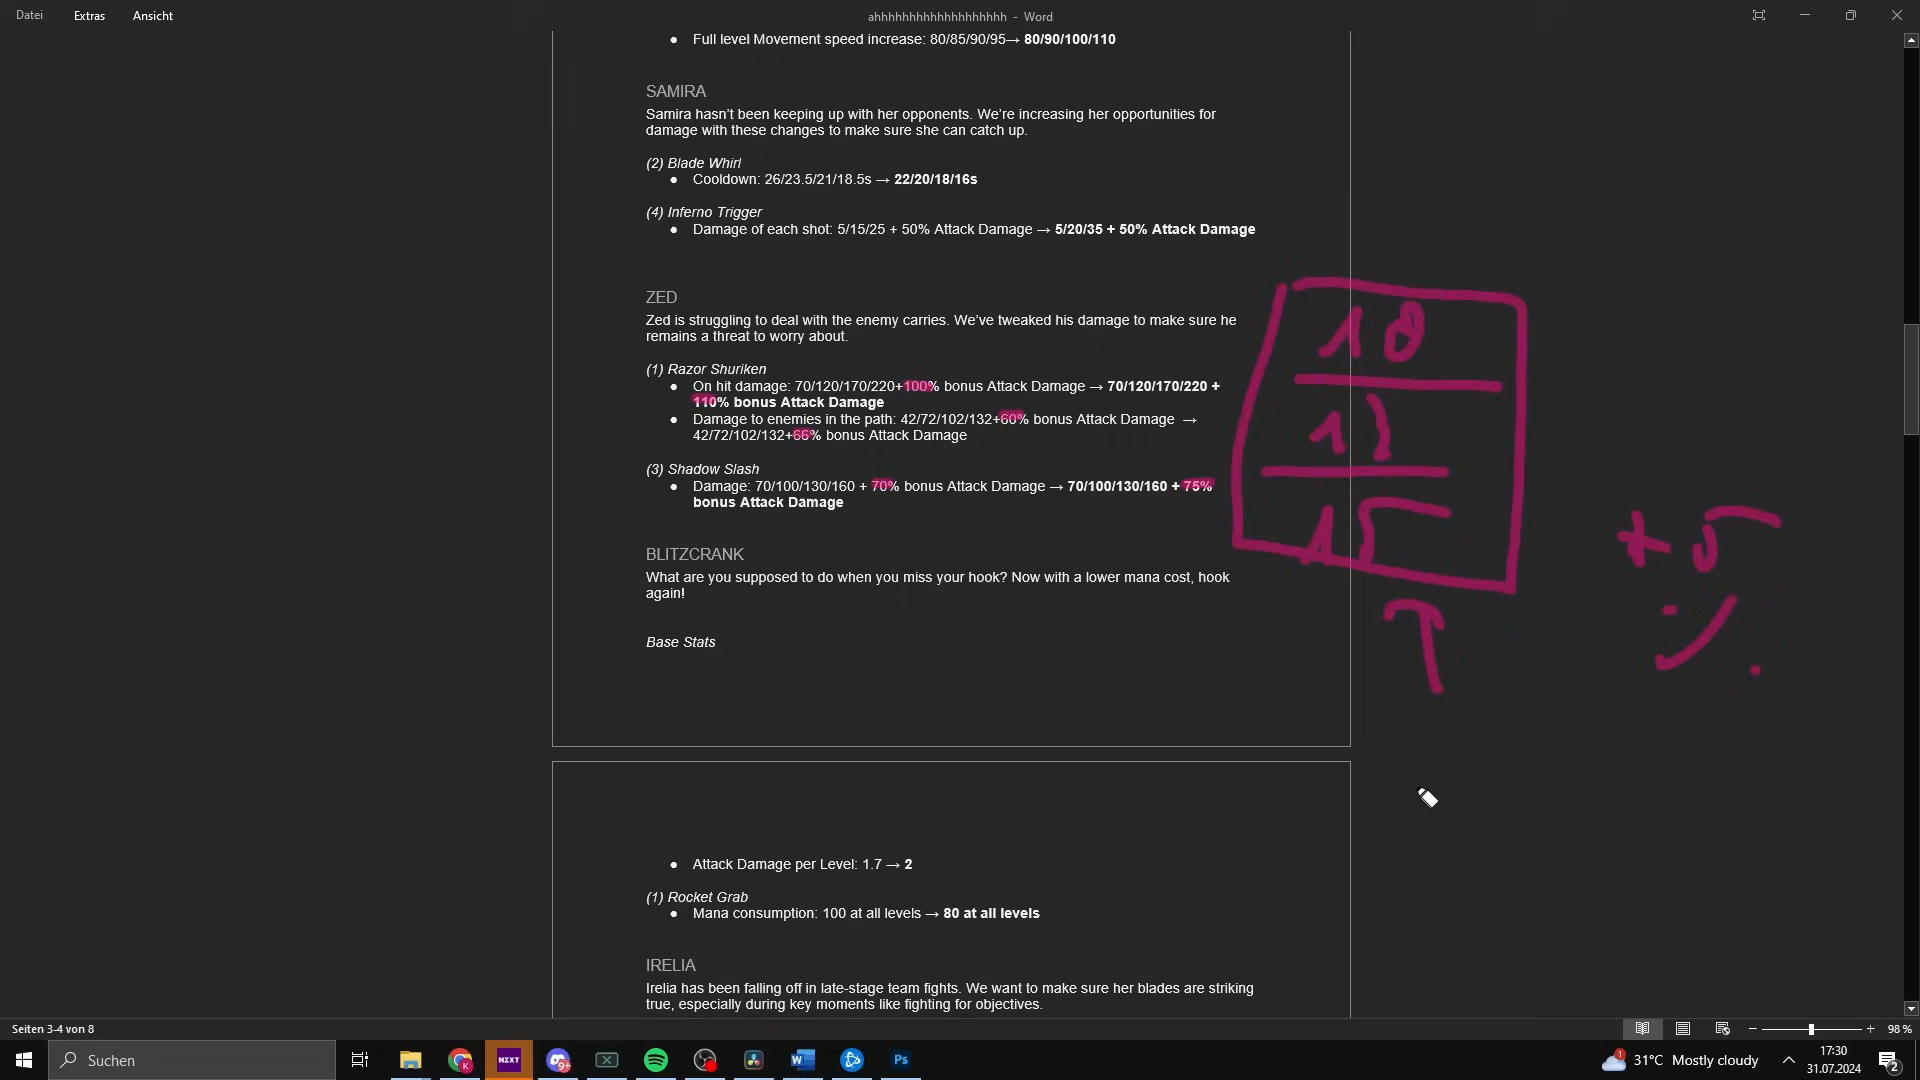 Datei Extras Ansicht ahhhhhhhhhhhhhhhhhhh - Word
● Full level Movement speed increase: 80/85/90/95→ 80/90/100/110
SAMIRA
Samira hasn’t been keeping up with her opponents. We’re increasing her opportunities for
damage with these changes to make sure she can catch up.
(2) Blade Whirl
● Cooldown: 26/23.5/21/18.5s → 22/20/18/16s
(4) Inferno Trigger
● Damage of each shot: 5/15/25 + 50% Attack Damage → 5/20/35 + 50% Attack Damage
ZED
Zed is struggling to deal with the enemy carries. We’ve tweaked his damage to make sure he
remains a threat to worry about.
(1) Razor Shuriken
● On hit damage: 70/120/170/220+100% bonus Attack Damage → 70/120/170/220 +
110% bonus Attack Damage
● Damage to enemies in the path: 42/72/102/132+60% bonus Attack Damage →
42/72/102/132+66% bonus Attack Damage
(3) Shadow Slash
● Damage: 70/100/130/160 + 70% bonus Attack Damage → 70/100/130/160 + 75%
bonus Attack Damage
BLITZCRANK
What are you supposed to do when you miss your hook? Now with a lower mana cost, hook
again!
Base Stats
18
15
+5
%
● Attack Damage per Level: 1.7 → 2
(1) Rocket Grab
● Mana consumption: 100 at all levels → 80 at all levels
IRELIA
Irelia has been falling off in late-stage team fights. We want to make sure her blades are striking
true, especially during key moments like fighting for objectives.
Seiten 3-4 von 8
98 %
Suchen
NZXT
9+
Ps
1
31°C Mostly cloudy
17:30
31.07.2024
2